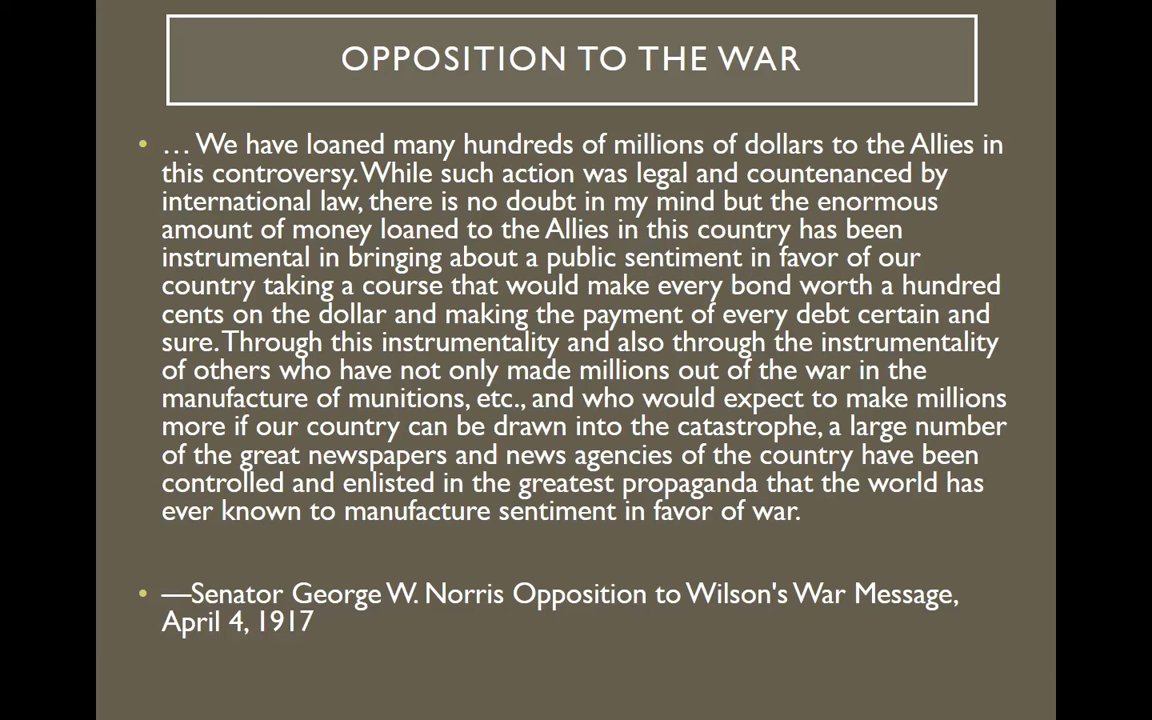 OPPOSITION TO THE WAR
• … We have loaned many hundreds of millions of dollars to the Allies in
this controversy. While such action was legal and countenanced by
international law, there is no doubt in my mind but the enormous
amount of money loaned to the Allies in this country has been
instrumental in bringing about a public sentiment in favor of our
country taking a course that would make every bond worth a hundred
cents on the dollar and making the payment of every debt certain and
sure. Through this instrumentality and also through the instrumentality
of others who have not only made millions out of the war in the
manufacture of munitions, etc., and who would expect to make millions
more if our country can be drawn into the catastrophe, a large number
of the great newspapers and news agencies of the country have been
controlled and enlisted in the greatest propaganda that the world has
ever known to manufacture sentiment in favor of war.
• —Senator George W. Norris Opposition to Wilson's War Message,
April 4, 1917